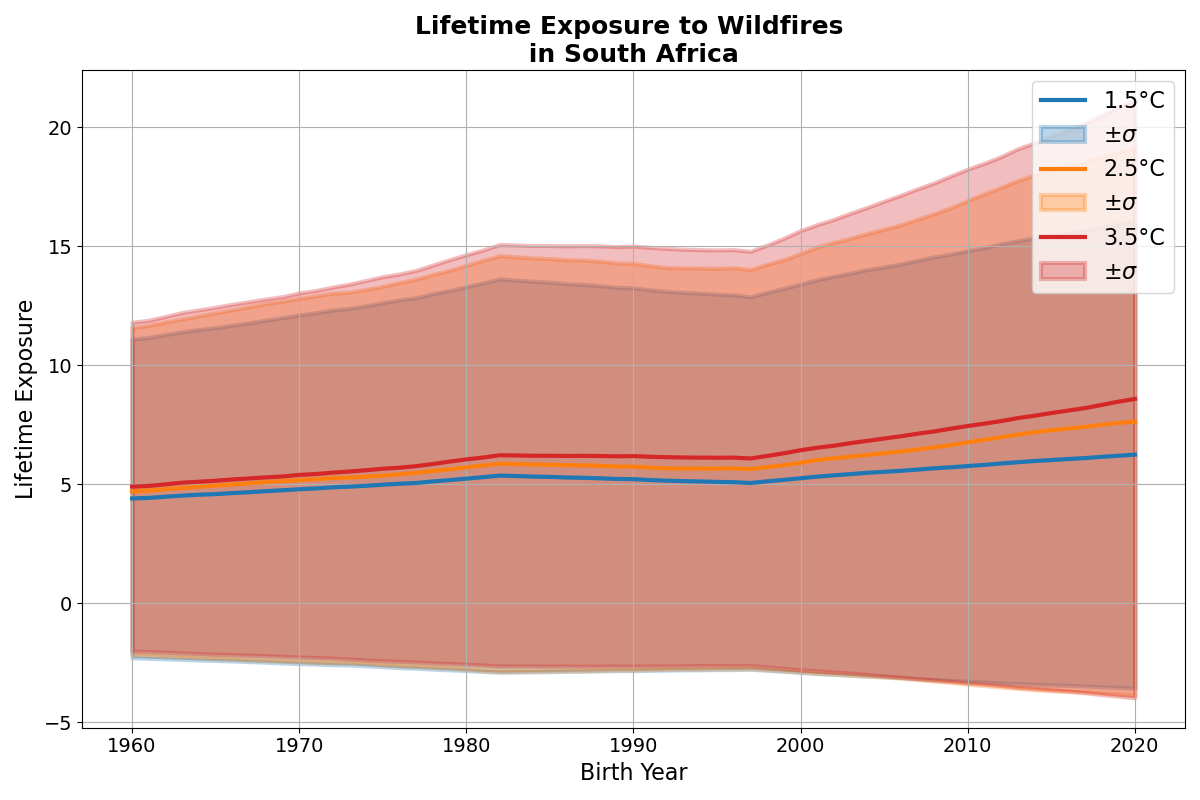 Lifetime Exposure to Wildfires
in South Africa
Lifetime Exposure
20
15
10
5
0
−5
1960
1970
1980
1990
2000
2010
2020
Birth Year
1.5°C
±σ
2.5°C
±σ
3.5°C
±σ